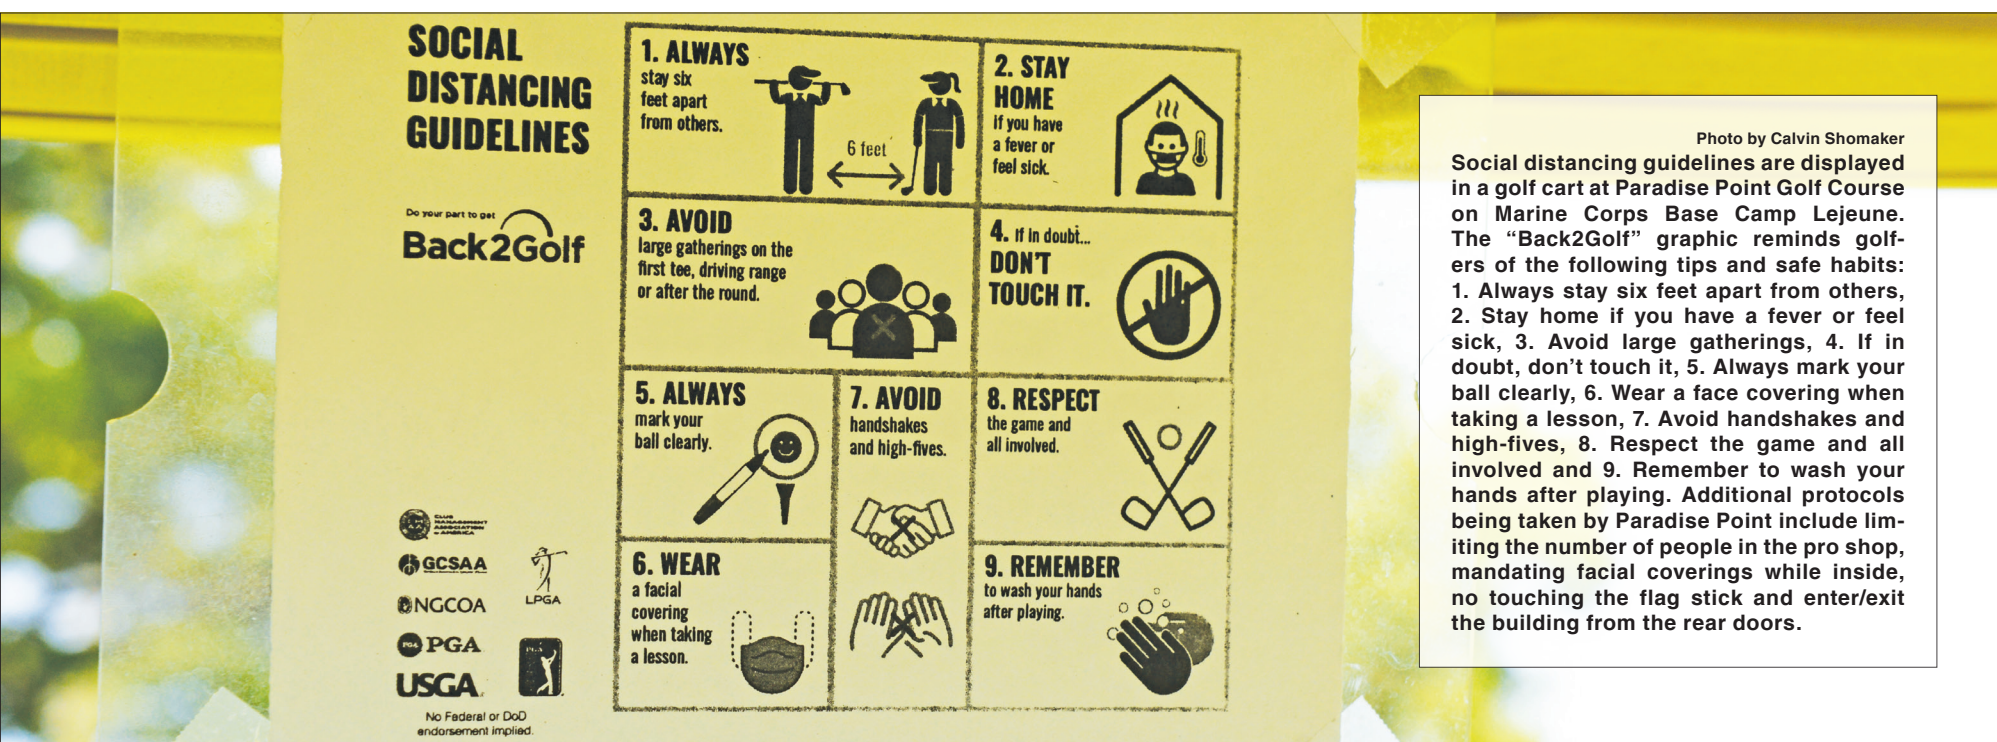 SOCIAL
DISTANCING
GUIDELINES
Do your part to get
Back2Golf
CLUB
MANAGEMENT
ASSOCIATION
OF AMERICA
GCSAA
NGCOA
LPGA
PGA
PGA
USGA
PGA
No Federal or DoD
endorsement implied.
1. ALWAYS
stay six
feet apart
from others.
6 feet
2. STAY
HOME
if you have
a fever or
feel sick.
3. AVOID
large gatherings on the
first tee, driving range
or after the round.
4. If in doubt...
DON'T
TOUCH IT.
5. ALWAYS
mark your
ball clearly.
6. WEAR
a facial
covering
when taking
a lesson.
7. AVOID
handshakes
and high-fives.
8. RESPECT
the game and
all involved.
9. REMEMBER
to wash your hands
after playing.
Photo by Calvin Shomaker
Social distancing guidelines are displayed
in a golf cart at Paradise Point Golf Course
on Marine Corps Base Camp Lejeune.
The “Back2Golf” graphic reminds golf-
ers of the following tips and safe habits:
1. Always stay six feet apart from others,
2. Stay home if you have a fever or feel
sick, 3. Avoid large gatherings, 4. If in
doubt, don’t touch it, 5. Always mark your
ball clearly, 6. Wear a face covering when
taking a lesson, 7. Avoid handshakes and
high-fives, 8. Respect the game and all
involved and 9. Remember to wash your
hands after playing. Additional protocols
being taken by Paradise Point include lim-
iting the number of people in the pro shop,
mandating facial coverings while inside,
no touching the flag stick and enter/exit
the building from the rear doors.